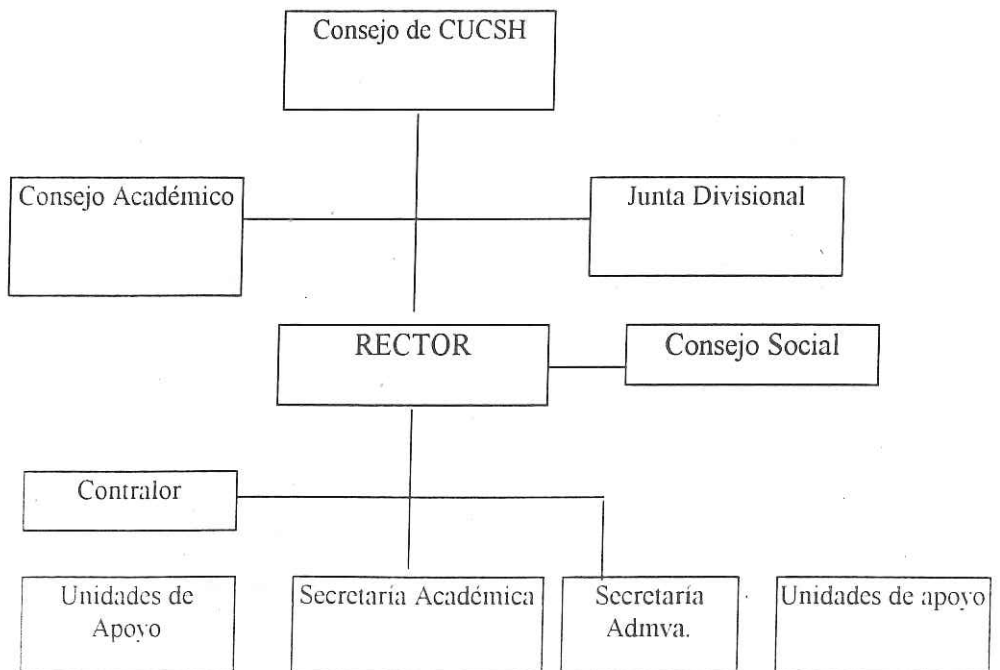 Consejo de CUCSH
Consejo Académico
Junta Divisional
RECTOR
Consejo Social
Contralor
Unidades de
Apoyo
Secretaría Académica
Secretaría
Admva.
Unidades de apoyo